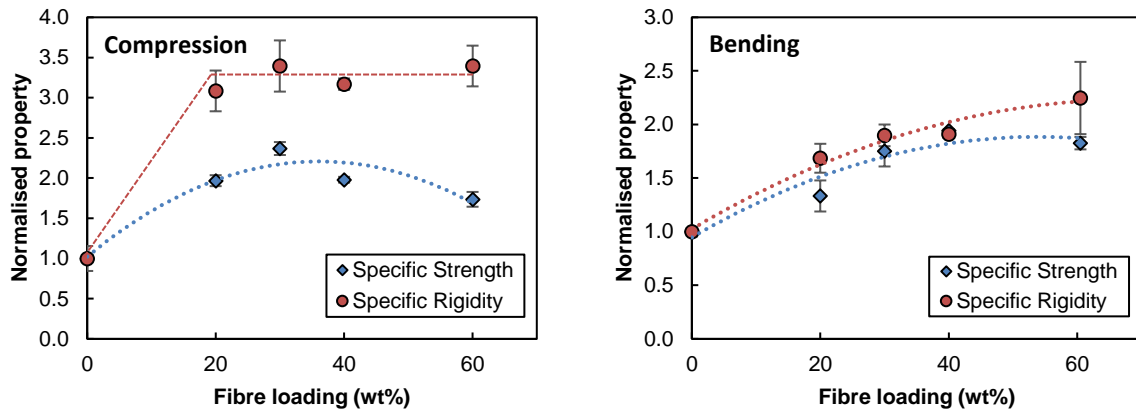 Compression
Normalised property
4.0
3.5
3.0
2.5
2.0
1.5
1.0
0.5
0.0
Specific Strength
Specific Rigidity
0 20 40 60
Fibre loading (wt%)
Bending
Normalised property
3.0
2.5
2.0
1.5
1.0
0.5
0.0
Specific Strength
Specific Rigidity
0 20 40 60
Fibre loading (wt%)